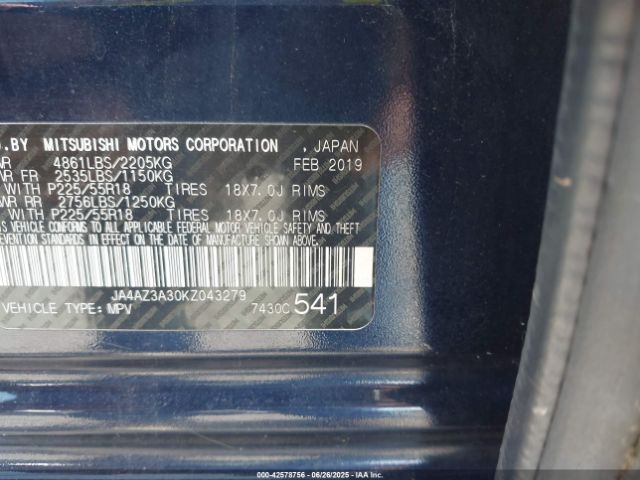 .BY MITSUBISHI MOTORS CORPORATION , JAPAN
4861LBS/2205KG FEB 2019
WR FR 2535LBS/1150KG
WITH P225/55R18 TIRES 18X7.0J RIMS
WR RR 2756LBS/1250KG
WITH P225/55R18 TIRES 18X7.0J RIMS
VEHICLE CONFORMS TO ALL APPLICABLE FEDERAL MOTOR VEHICLE SAFETY AND
PREVENTION STANDARDS IN EFFECT ON THE DATE OF MANUFACTURE SHOWN ABOVE.
JA4AZ3A30KZ043279
VEHICLE TYPE: MPV 7430C 541
00-42578756 | 06/26/2025 | IAA Inc.